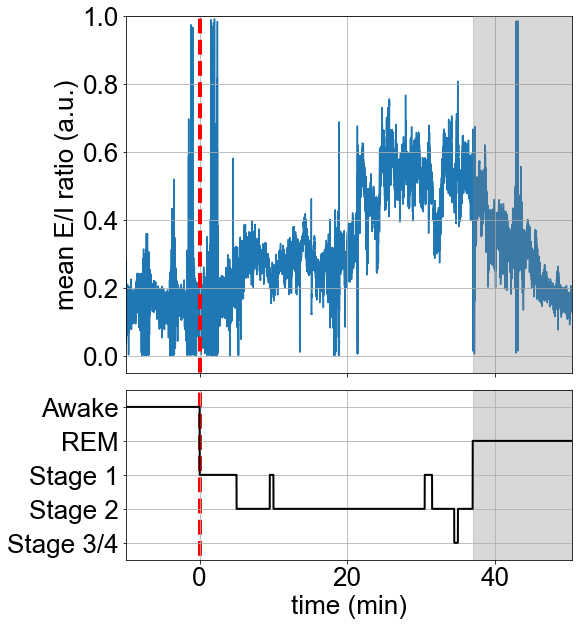 1.0
0.8
0.6
0.4
0.2
0.0
mean E/I ratio (a.u.)
Awake
REM
Stage 1
Stage 2
Stage 3/4
0 20 40
time (min)